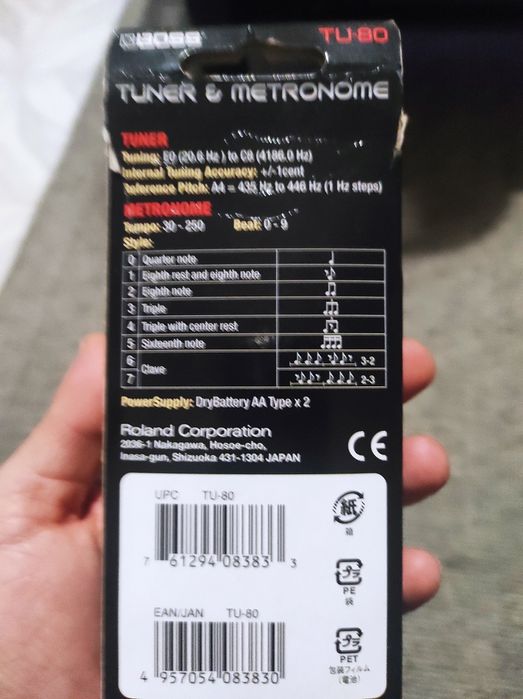 BOSS TU-80
TUNER & METRONOME
TUNER
Tuning: E0 (20.6 Hz ) to C8 (4186.0 Hz)
Internal Tuning Accuracy: +/-1cent
Reference Pitch: A4 = 435 Hz to 446 Hz (1 Hz steps)
METRONOME
Tempo: 30 - 250 Beat: 0 - 9
Style:
0 Quarter note
1 Eighth rest and eighth note
2 Eighth note
3 Triple
4 Triple with center rest
5 Sixteenth note
6 Clave 3-2
7 2-3
PowerSupply: DryBattery AA Type x 2
Roland Corporation
2036-1 Nakagawa, Hosoe-cho,
Inasa-gun, Shizuoka 431-1304 JAPAN
CE
UPC TU-80
7 61294 08383 3
紙
箱
プラ
PE
袋
EAN/JAN TU-80
4 957054 083830
プラ
PET
包装フィルム
(電池)